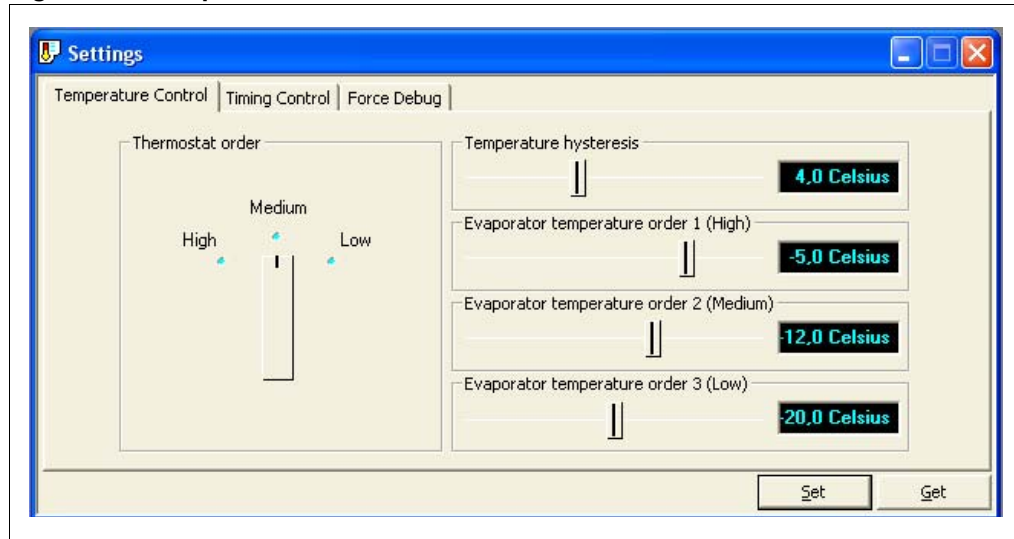 Settings
Temperature Control Timing Control Force Debug
Thermostat order
Medium
High Low
Temperature hysteresis
4,0 Celsius
Evaporator temperature order 1 (High)
-5,0 Celsius
Evaporator temperature order 2 (Medium)
-12,0 Celsius
Evaporator temperature order 3 (Low)
-20,0 Celsius
Set Get